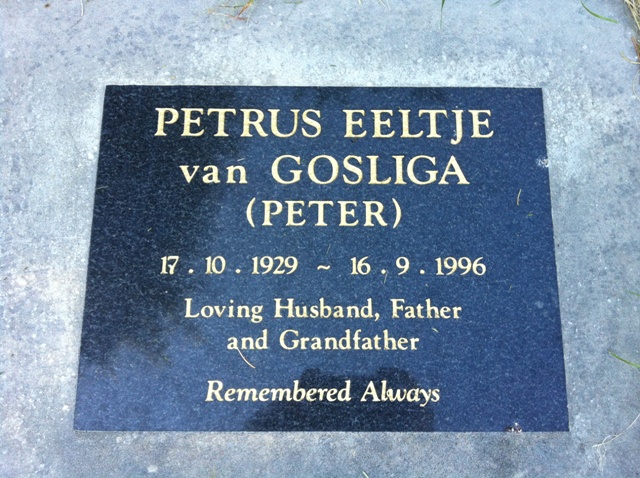 PETRUS EELTJE
van GOSLIGA
(PETER)
17 . 10 . 1929 ~ 16 . 9 . 1996
Loving Husband, Father
and Grandfather
Remembered Always